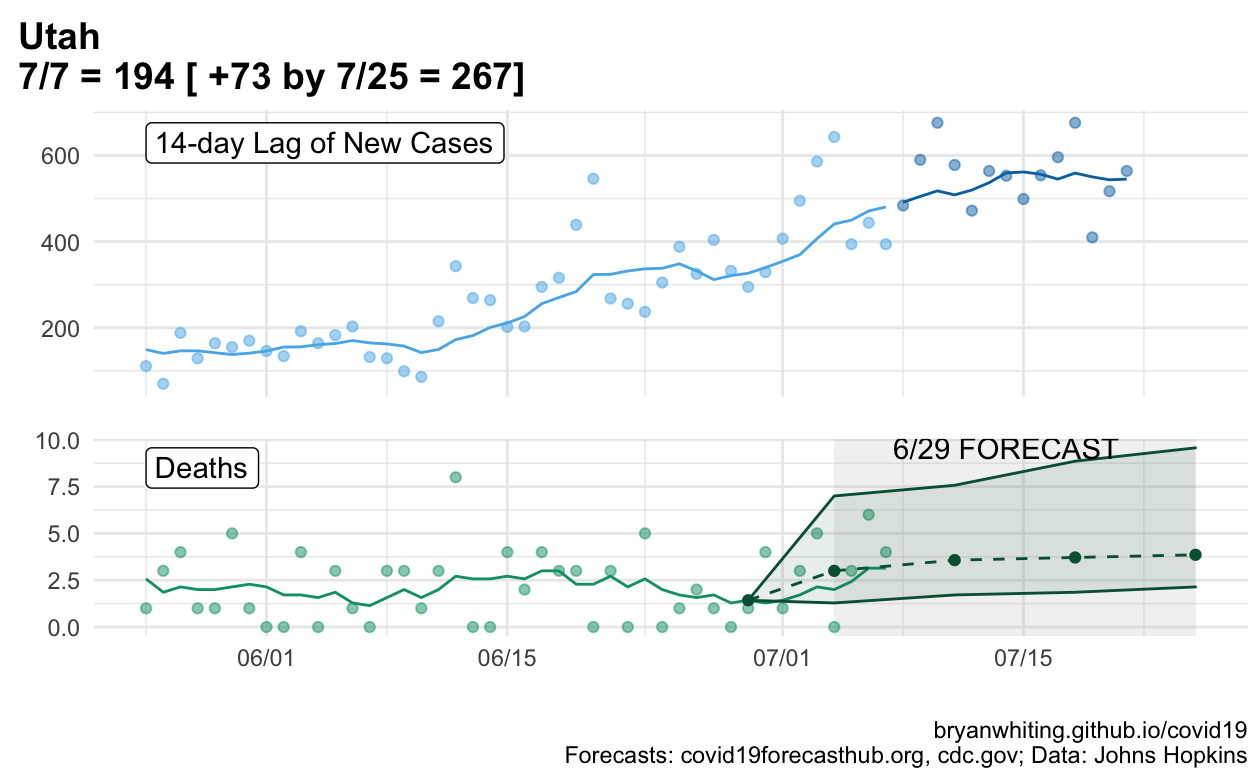 Utah
7/7 = 194 [ +73 by 7/25 = 267]
14-day Lag of New Cases
600
400
200
10.0
7.5
5.0
2.5
0.0
Deaths
6/29 FORECAST
06/01
06/15
07/01
07/15
bryanwhiting.github.io/covid19
Forecasts: covid19forecasthub.org, cdc.gov; Data: Johns Hopkins